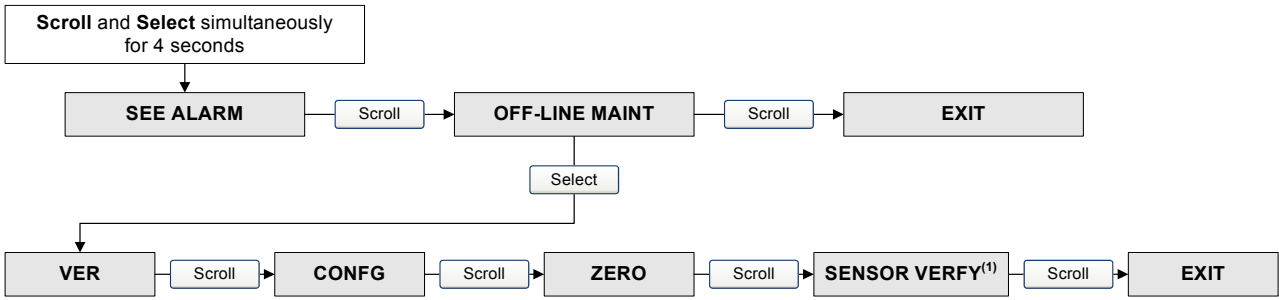 Scroll and Select simultaneously
for 4 seconds
SEE ALARM
Scroll
OFF-LINE MAINT
Scroll
EXIT
Select
VER
Scroll
CONFG
Scroll
ZERO
Scroll
SENSOR VERFY(1)
Scroll
EXIT